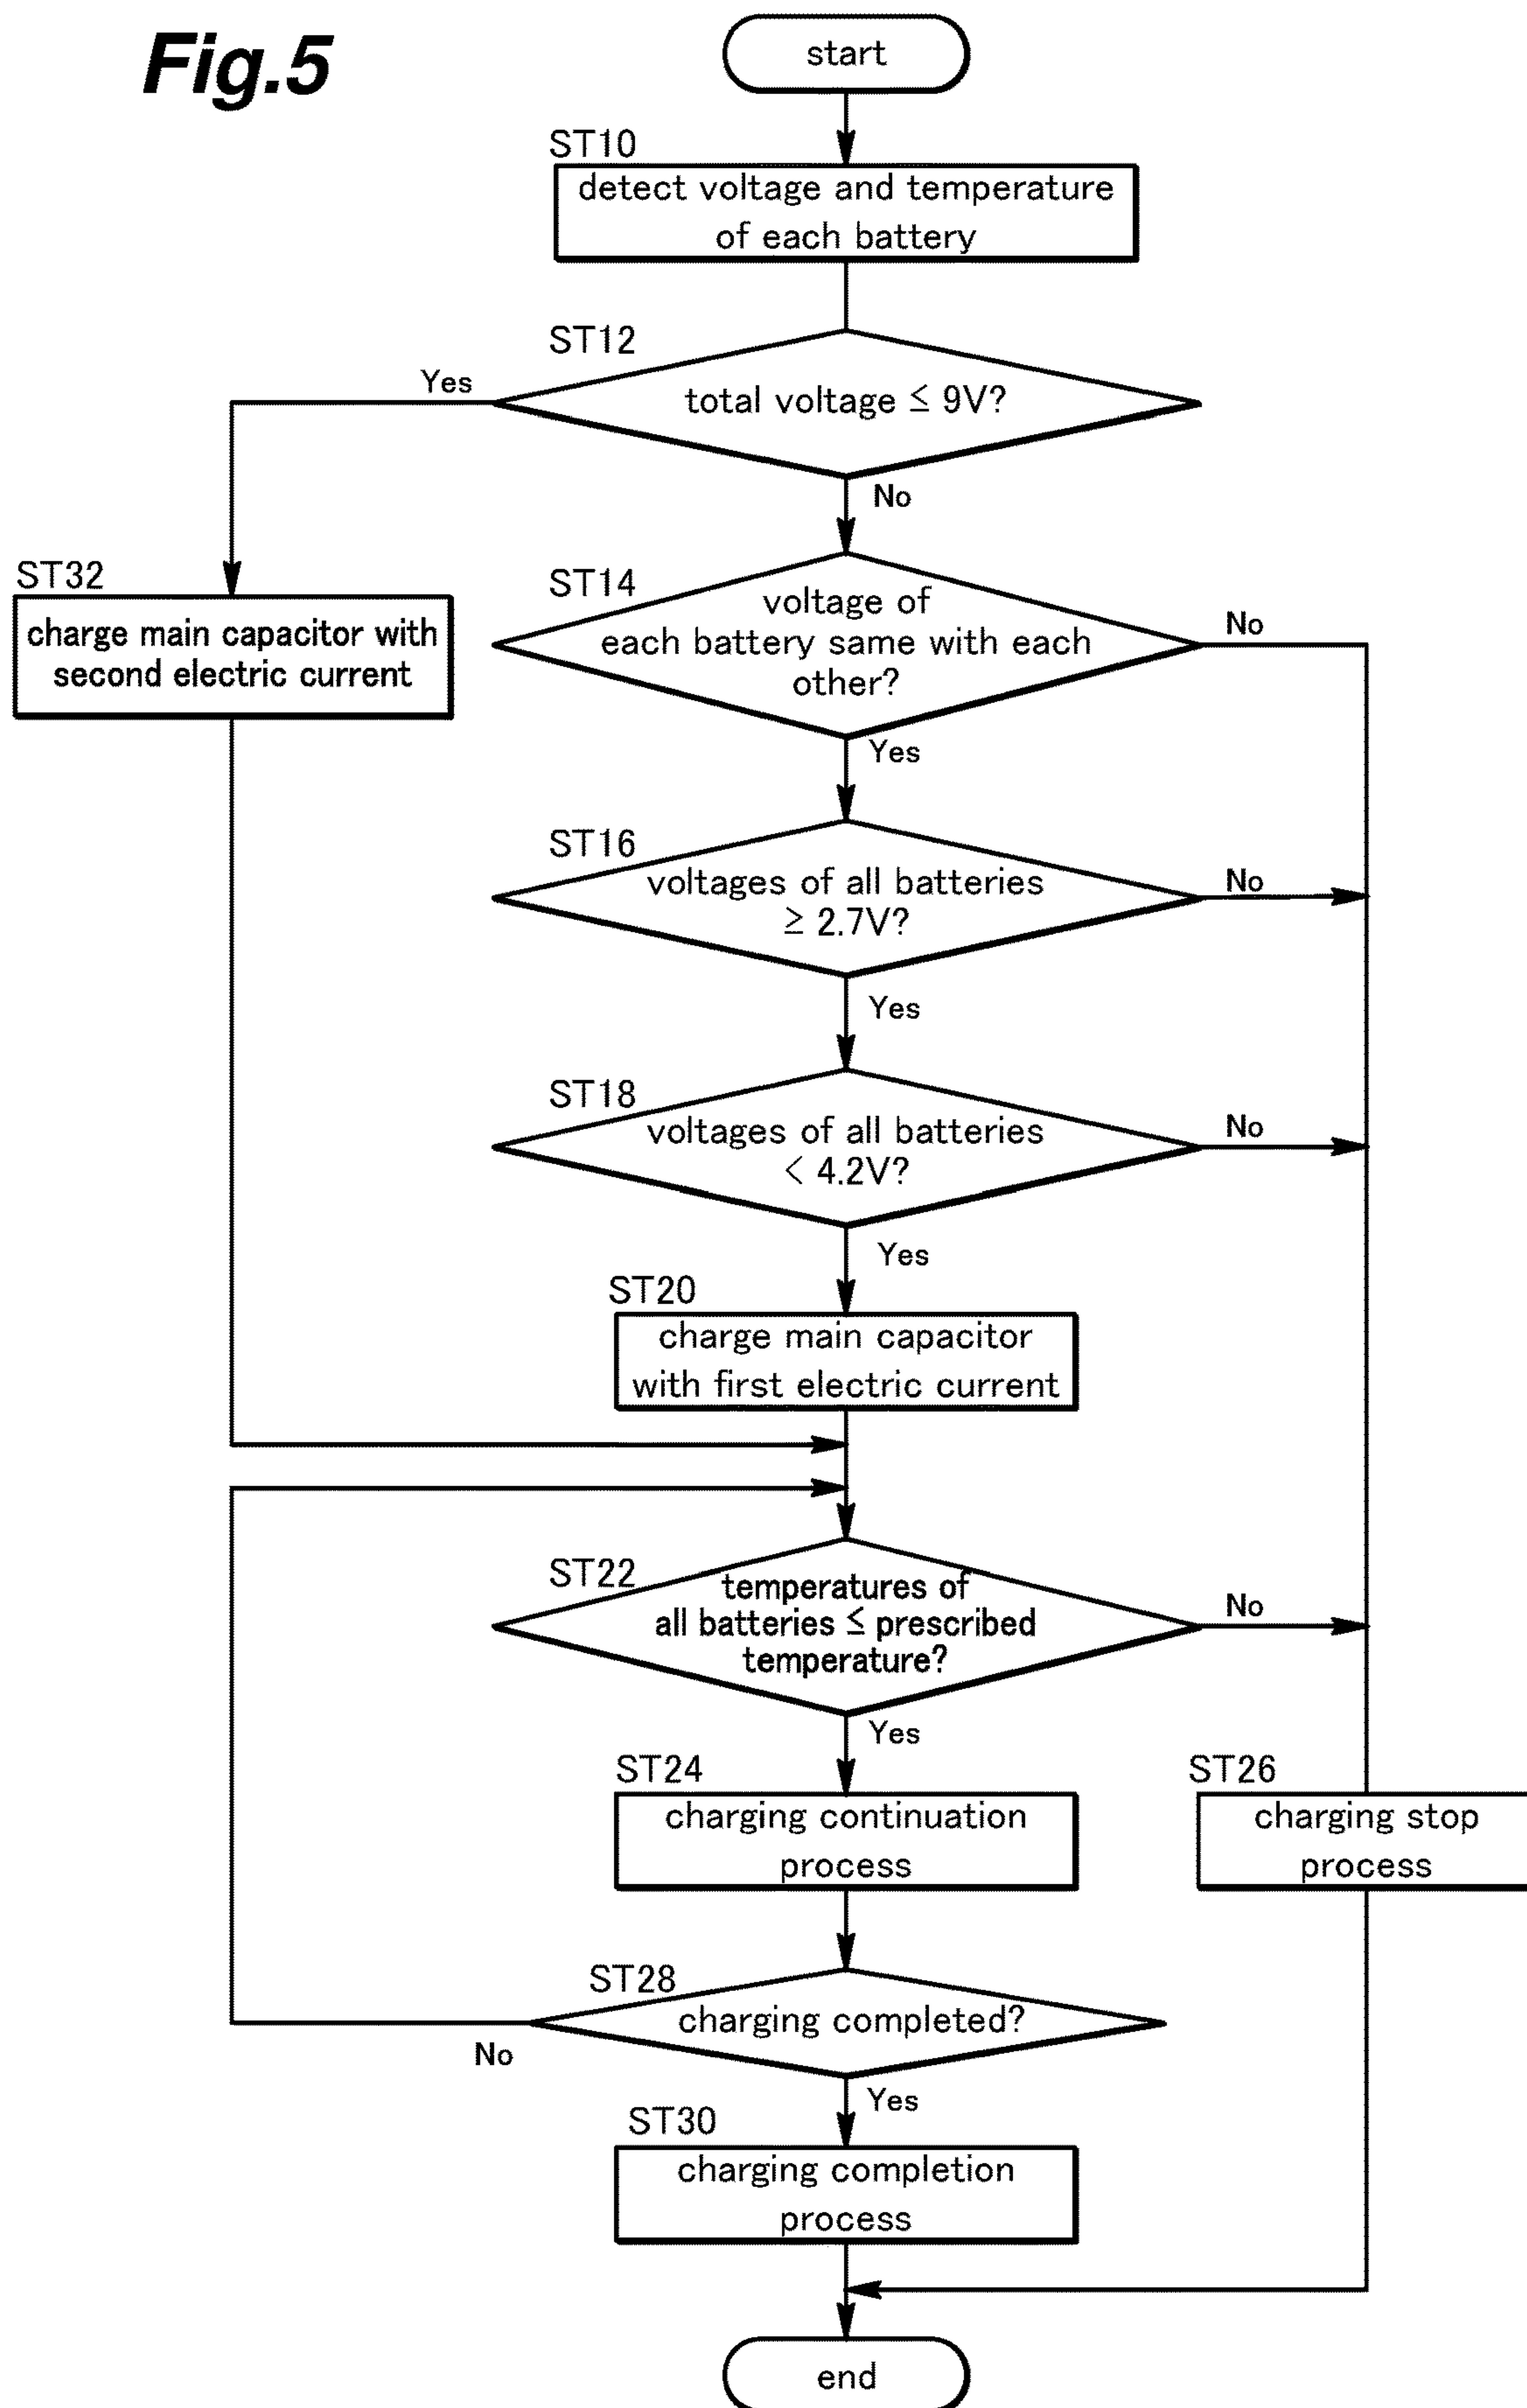 Fig.5
start
ST10
detect voltage and temperature
of each battery
ST12
total voltage ≦ 9V?
Yes
No
ST32
charge main capacitor with
second electric current
ST14
voltage of
each battery same with each
other?
No
Yes
ST16
voltages of all batteries
≧ 2.7V?
No
Yes
ST18
voltages of all batteries
< 4.2V?
No
Yes
ST20
charge main capacitor
with first electric current
ST22
temperatures of
all batteries ≦ prescribed
temperature?
No
Yes
ST24
charging continuation
process
ST26
charging stop
process
ST28
charging completed?
No
Yes
ST30
charging completion
process
end